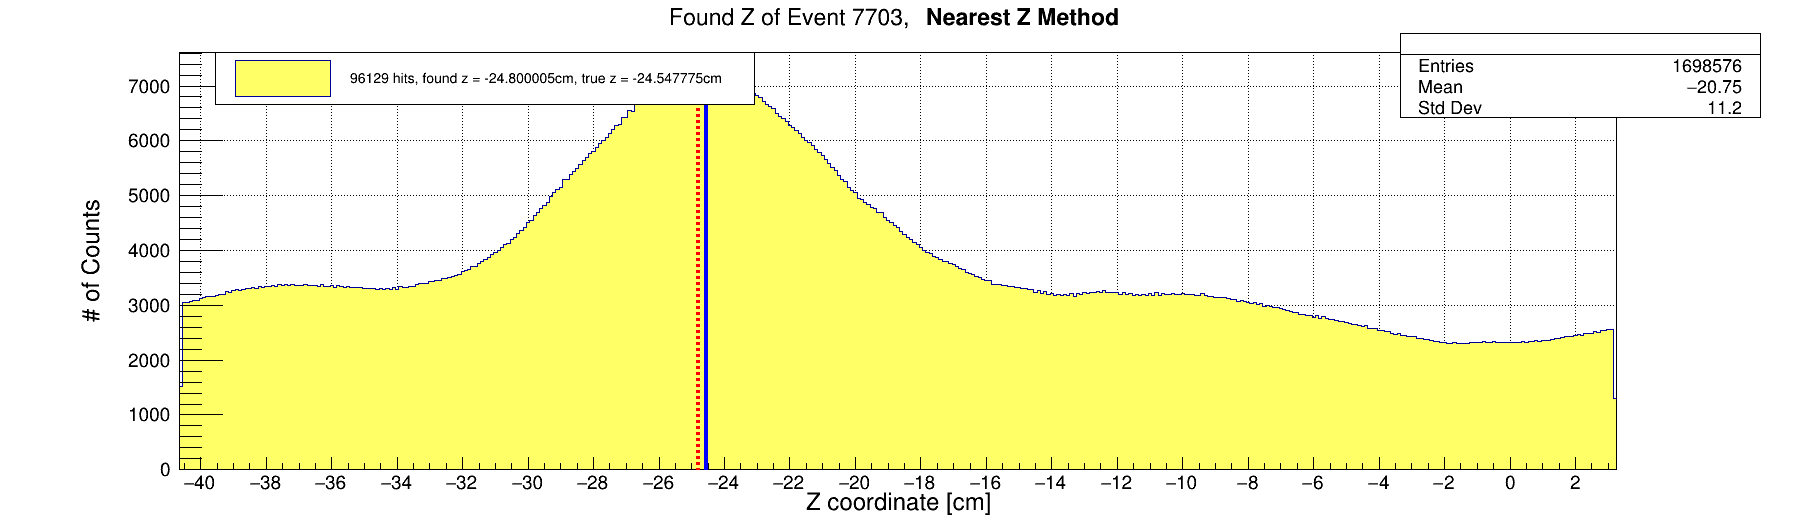 Found Z of Event 7703, Nearest Z Method
96129 hits, found z = -24.800005cm, true z = -24.547775cm
Entries 1698576
Mean −20.75
Std Dev 11.2
# of Counts
7000
6000
5000
4000
3000
2000
1000
0
−40 −38 −36 −34 −32 −30 −28 −26 −24 −22 −20 −18 −16 −14 −12 −10 −8 −6 −4 −2 0 2
Z coordinate [cm]